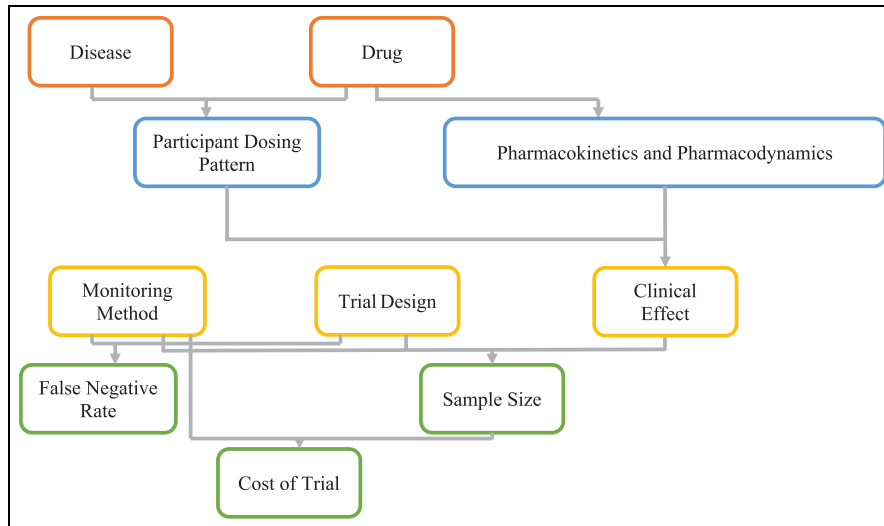 Disease
Drug
Participant Dosing
Pattern
Pharmacokinetics and Pharmacodynamics
Monitoring
Method
Trial Design
Clinical
Effect
False Negative
Rate
Sample Size
Cost of Trial